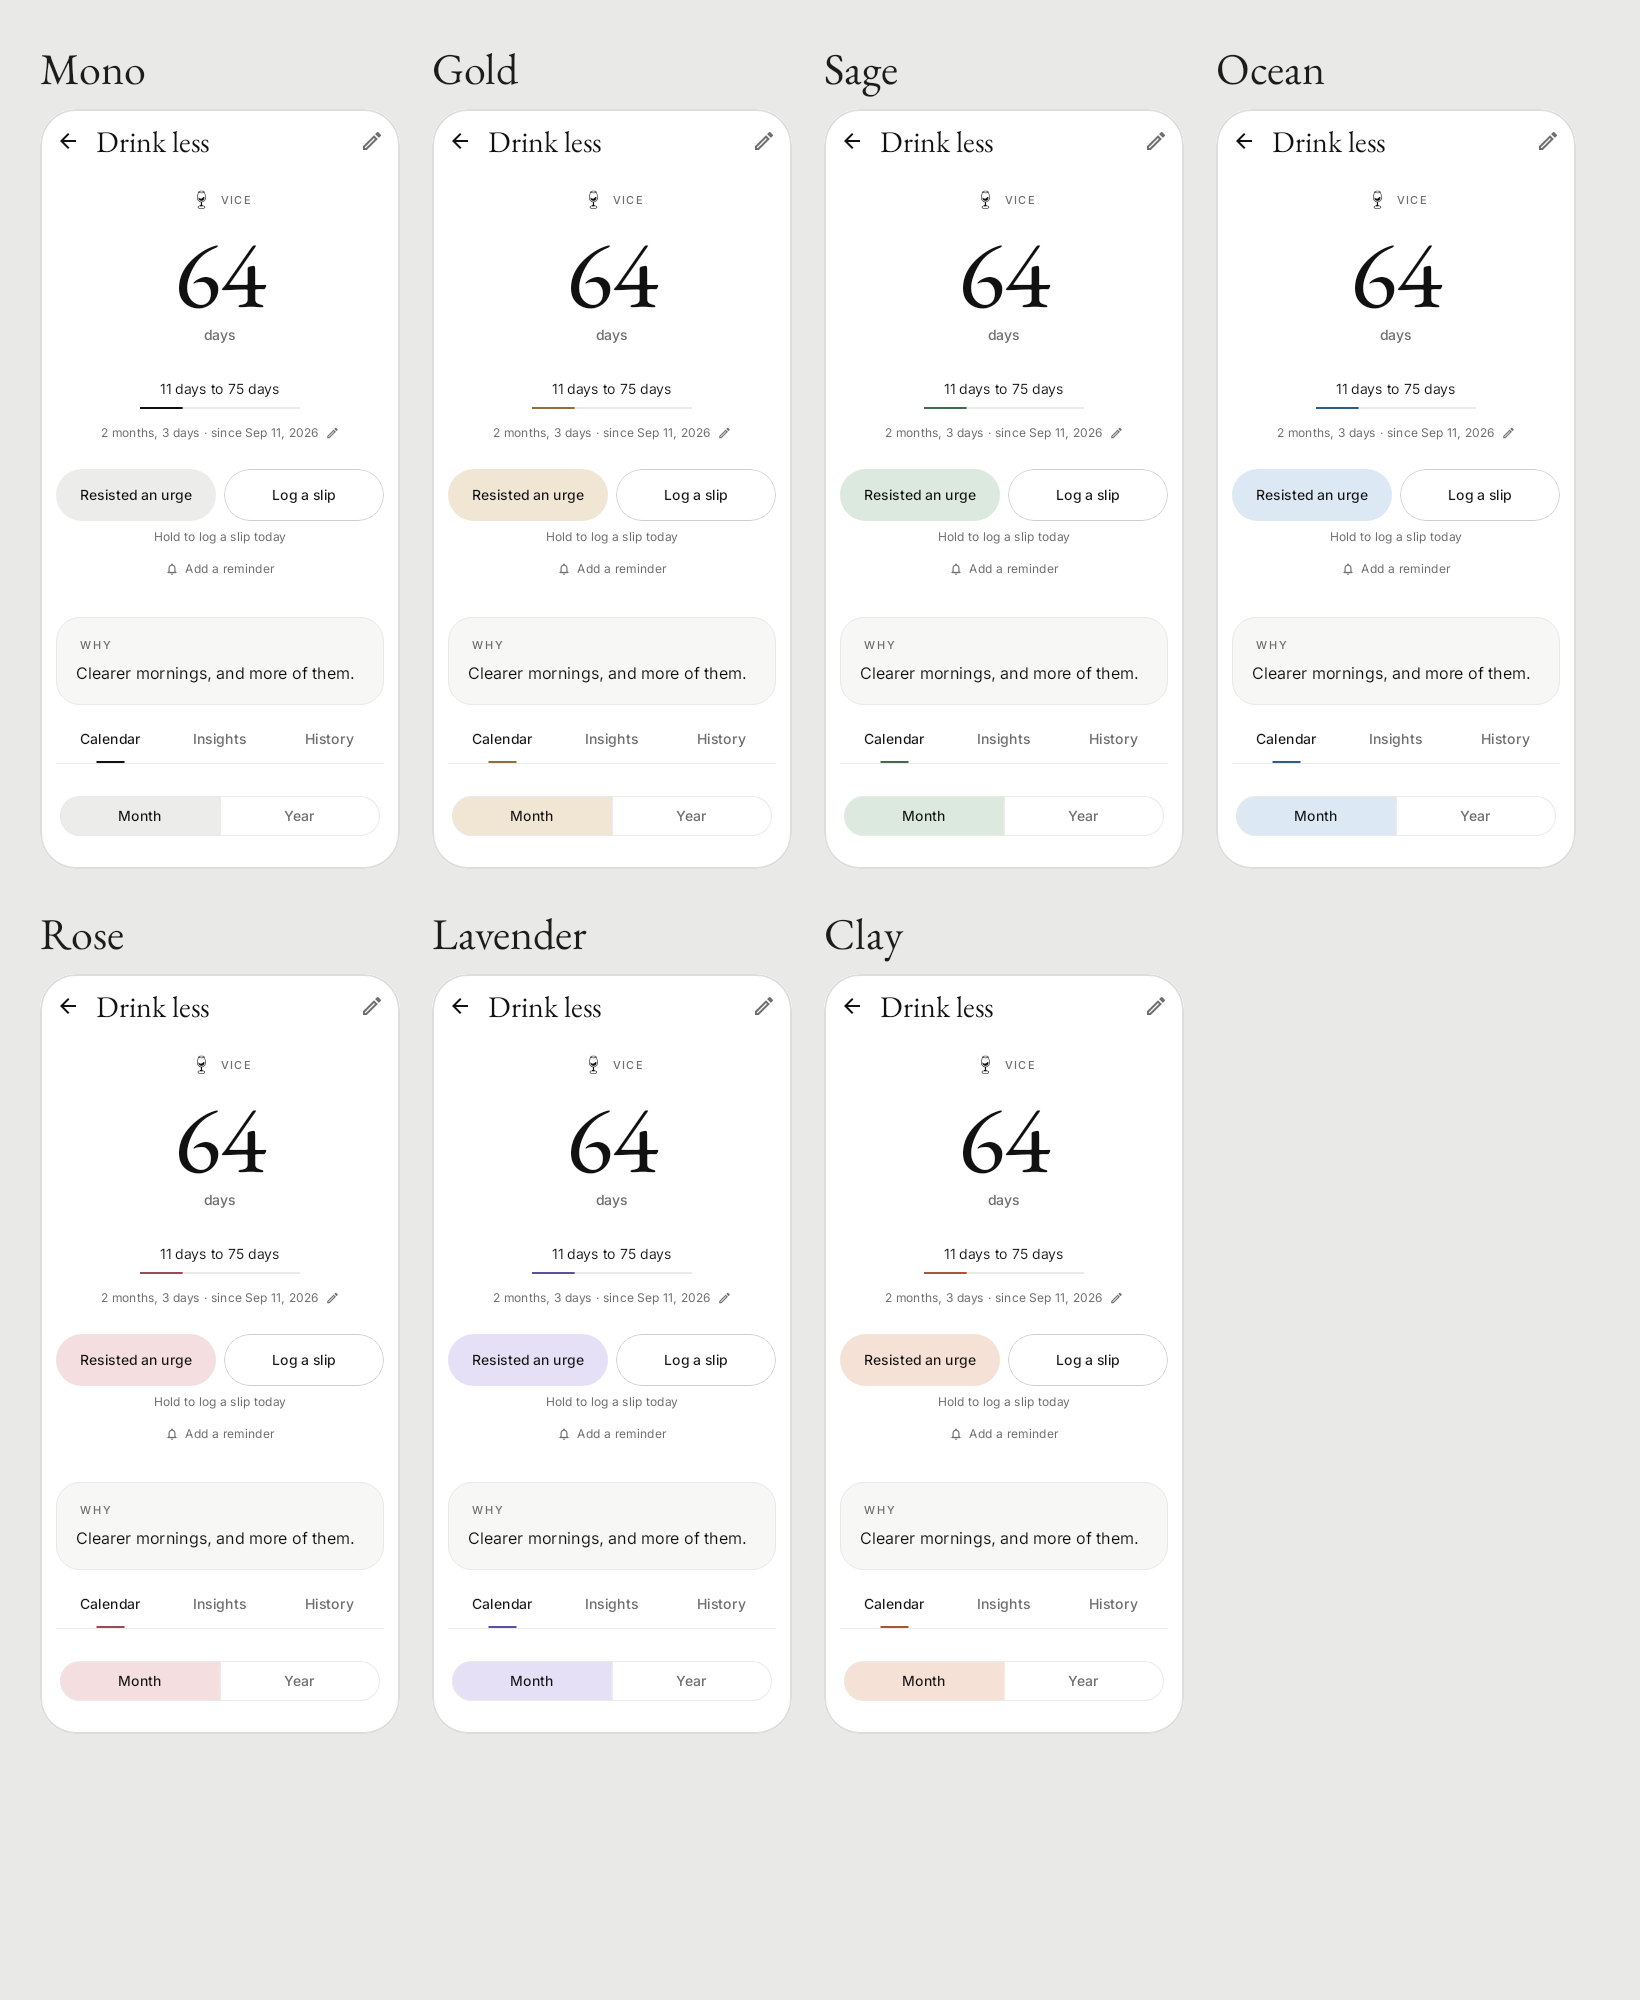 Mono
Drink less
VICE
64
days
11 days to 75 days
2 months, 3 days · since Sep 11, 2026
Resisted an urge
Log a slip
Hold to log a slip today
Add a reminder
WHY
Clearer mornings, and more of them.
Calendar
Insights
History
Month
Year
Gold
Drink less
VICE
64
days
11 days to 75 days
2 months, 3 days · since Sep 11, 2026
Resisted an urge
Log a slip
Hold to log a slip today
Add a reminder
WHY
Clearer mornings, and more of them.
Calendar
Insights
History
Month
Year
Sage
Drink less
VICE
64
days
11 days to 75 days
2 months, 3 days · since Sep 11, 2026
Resisted an urge
Log a slip
Hold to log a slip today
Add a reminder
WHY
Clearer mornings, and more of them.
Calendar
Insights
History
Month
Year
Ocean
Drink less
VICE
64
days
11 days to 75 days
2 months, 3 days · since Sep 11, 2026
Resisted an urge
Log a slip
Hold to log a slip today
Add a reminder
WHY
Clearer mornings, and more of them.
Calendar
Insights
History
Month
Year
Rose
Drink less
VICE
64
days
11 days to 75 days
2 months, 3 days · since Sep 11, 2026
Resisted an urge
Log a slip
Hold to log a slip today
Add a reminder
WHY
Clearer mornings, and more of them.
Calendar
Insights
History
Month
Year
Lavender
Drink less
VICE
64
days
11 days to 75 days
2 months, 3 days · since Sep 11, 2026
Resisted an urge
Log a slip
Hold to log a slip today
Add a reminder
WHY
Clearer mornings, and more of them.
Calendar
Insights
History
Month
Year
Clay
Drink less
VICE
64
days
11 days to 75 days
2 months, 3 days · since Sep 11, 2026
Resisted an urge
Log a slip
Hold to log a slip today
Add a reminder
WHY
Clearer mornings, and more of them.
Calendar
Insights
History
Month
Year